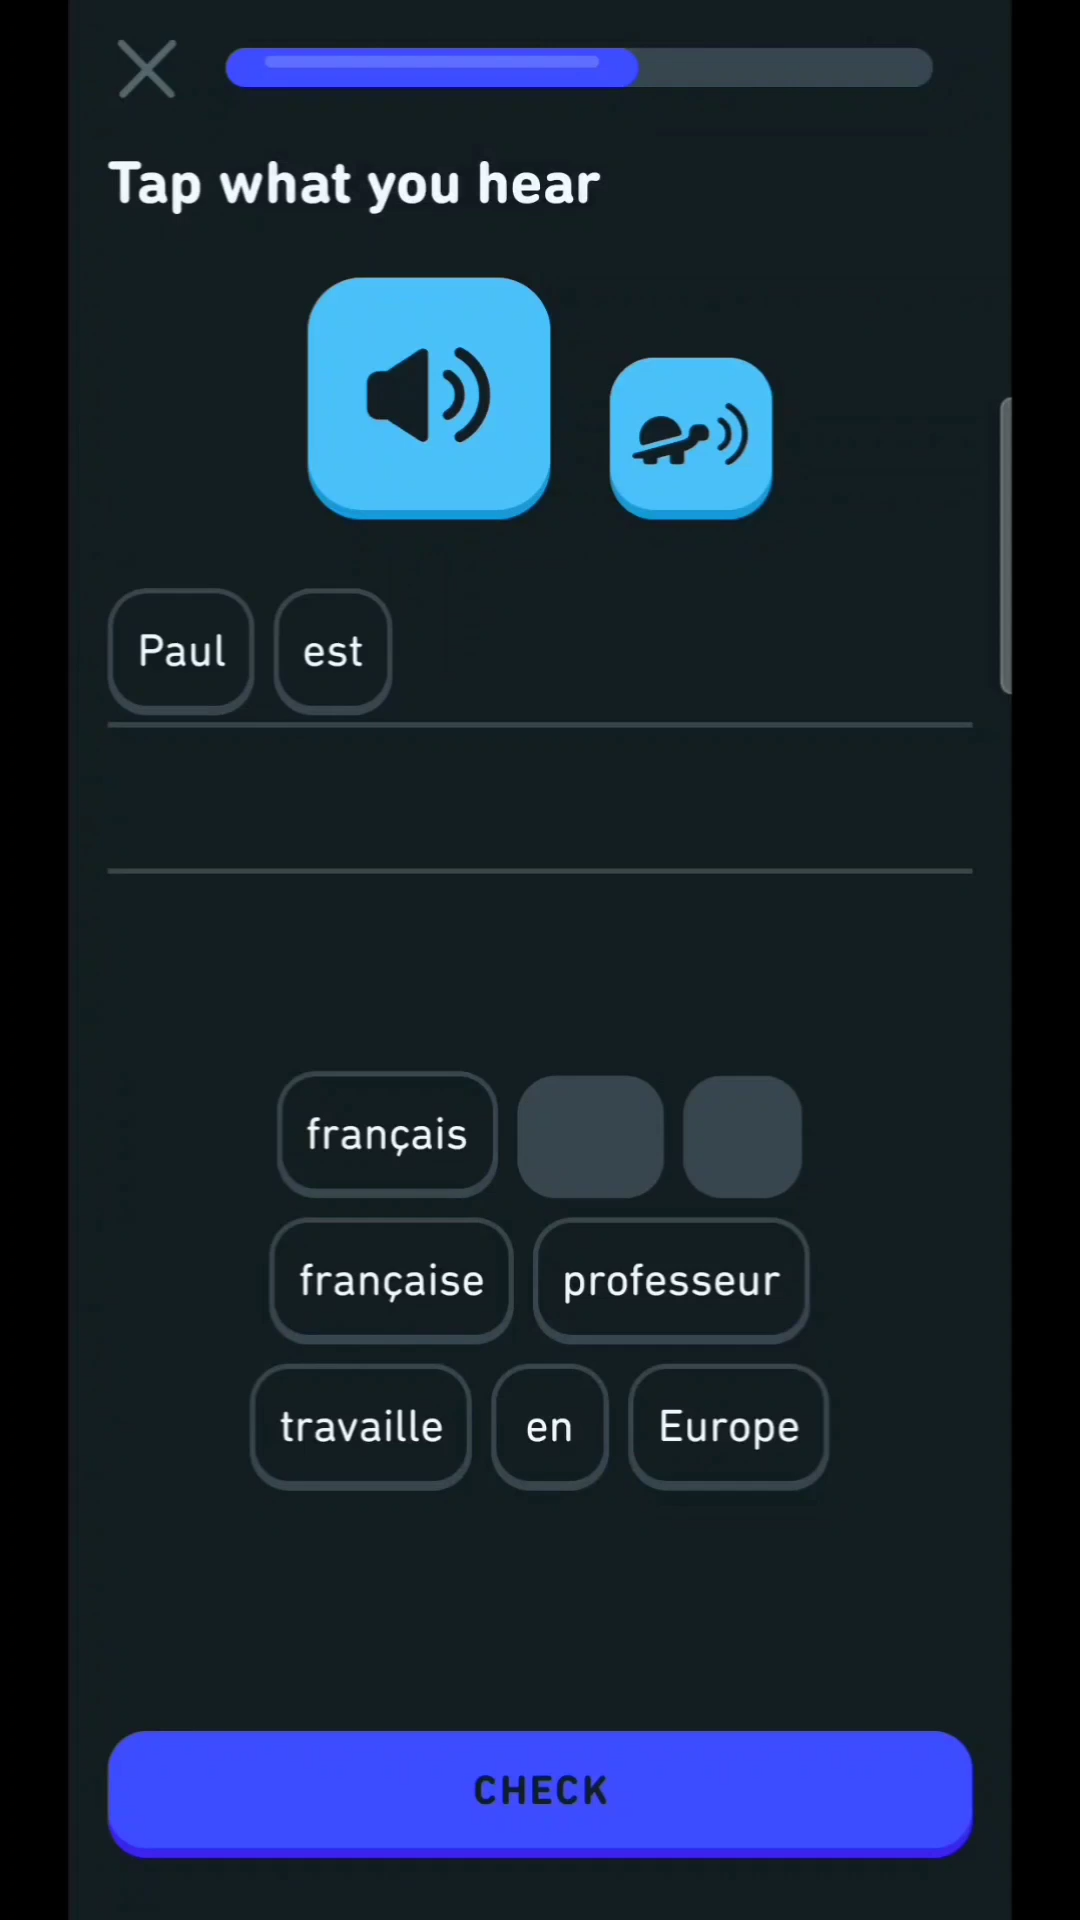 Tap what you hear
Paul est
français
française professeur
travaille en Europe
CHECK